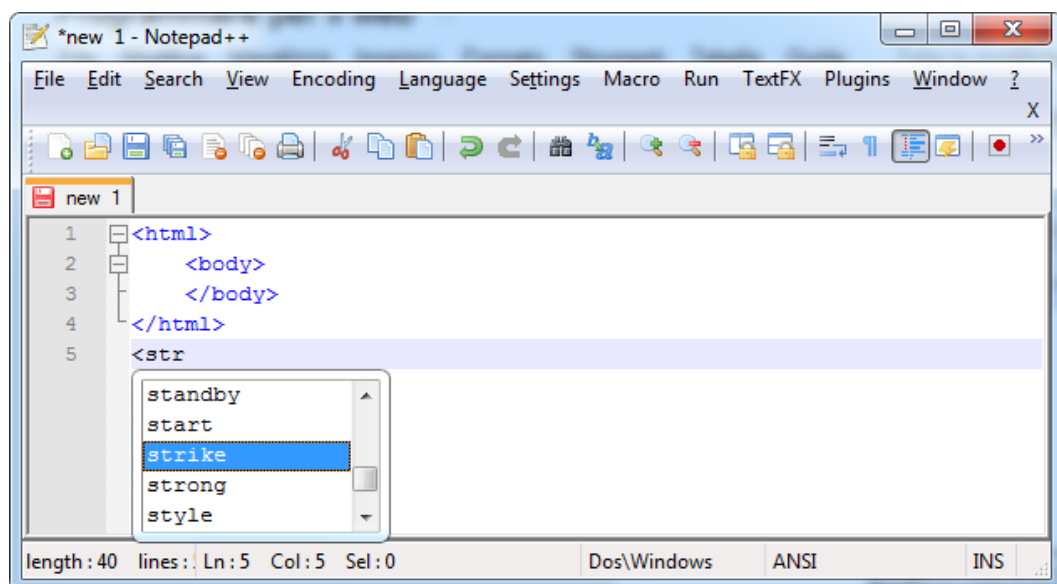 *new 1 - Notepad++
File Edit Search View Encoding Language Settings Macro Run TextFX Plugins Window ?
X
new 1
1 <html>
2 <body>
3 </body>
4 </html>
5 <str
standby
start
strike
strong
style
length : 40 lines : Ln : 5 Col : 5 Sel : 0 Dos\Windows ANSI INS